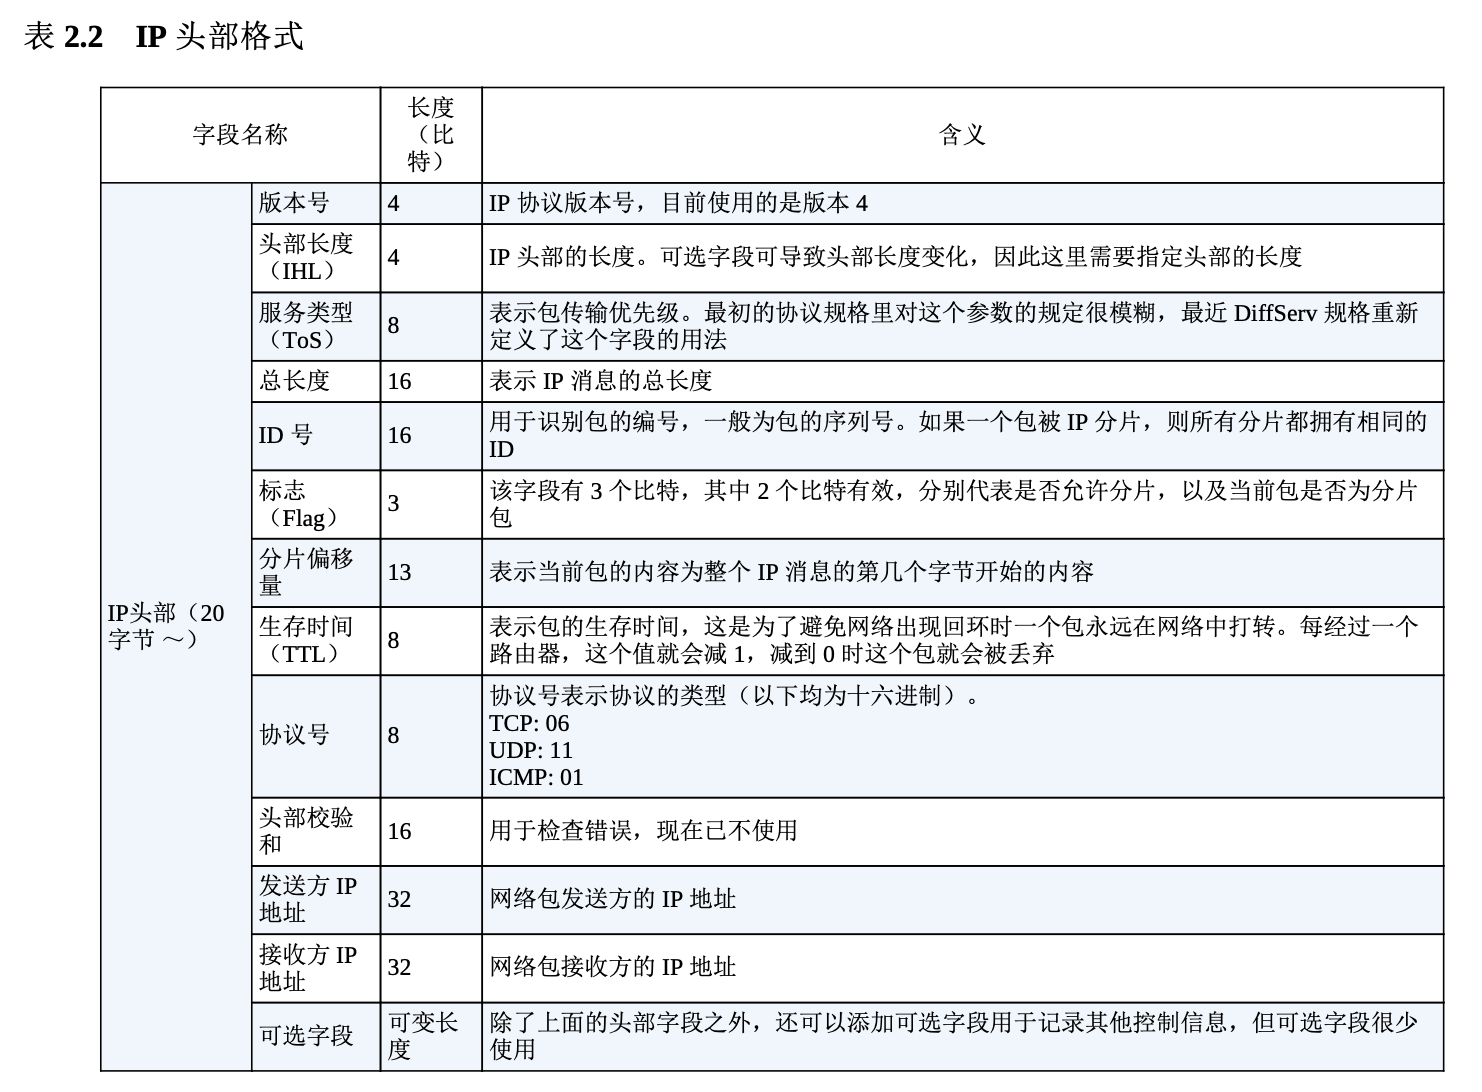 表 2.2 IP 头部格式
字段名称
长度
（比
特）
含义
IP头部（20
字节 ～）
版本号
4
IP 协议版本号，目前使用的是版本 4
头部长度
（IHL）
4
IP 头部的长度。可选字段可导致头部长度变化，因此这里需要指定头部的长度
服务类型
（ToS）
8
表示包传输优先级。最初的协议规格里对这个参数的规定很模糊，最近 DiffServ 规格重新
定义了这个字段的用法
总长度
16
表示 IP 消息的总长度
ID 号
16
用于识别包的编号，一般为包的序列号。如果一个包被 IP 分片，则所有分片都拥有相同的
ID
标志
（Flag）
3
该字段有 3 个比特，其中 2 个比特有效，分别代表是否允许分片，以及当前包是否为分片
包
分片偏移
量
13
表示当前包的内容为整个 IP 消息的第几个字节开始的内容
生存时间
（TTL）
8
表示包的生存时间，这是为了避免网络出现回环时一个包永远在网络中打转。每经过一个
路由器，这个值就会减 1，减到 0 时这个包就会被丢弃
协议号
8
协议号表示协议的类型（以下均为十六进制）。
TCP: 06
UDP: 11
ICMP: 01
头部校验
和
16
用于检查错误，现在已不使用
发送方 IP
地址
32
网络包发送方的 IP 地址
接收方 IP
地址
32
网络包接收方的 IP 地址
可选字段
可变长
度
除了上面的头部字段之外，还可以添加可选字段用于记录其他控制信息，但可选字段很少
使用